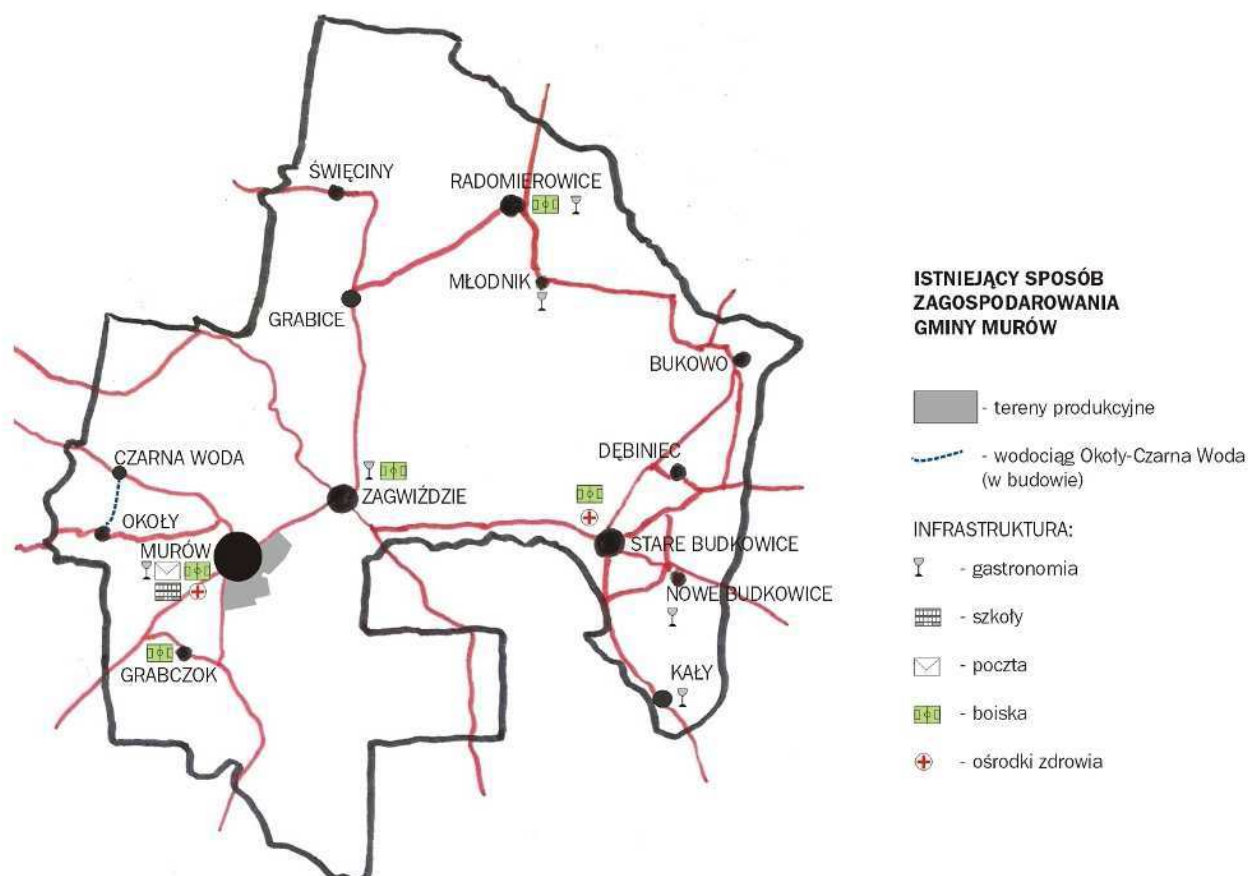 ŚWIĘCINY
RADOMIEROWICE
MŁODNIK
GRABICE
BUKOWO
CZARNA WODA
DĘBINIEC
ZAGWIŹDZIE
OKOŁY
MURÓW
STARE BUDKOWICE
NOWE BUDKOWICE
GRABCZOK
KAŁY
ISTNIEJĄCY SPOSÓB
ZAGOSPODAROWANIA
GMINY MURÓW
- tereny produkcyjne
- wodociąg Okoły-Czarna Woda
(w budowie)
INFRASTRUKTURA:
- gastronomia
- szkoły
- poczta
- boiska
- ośrodki zdrowia